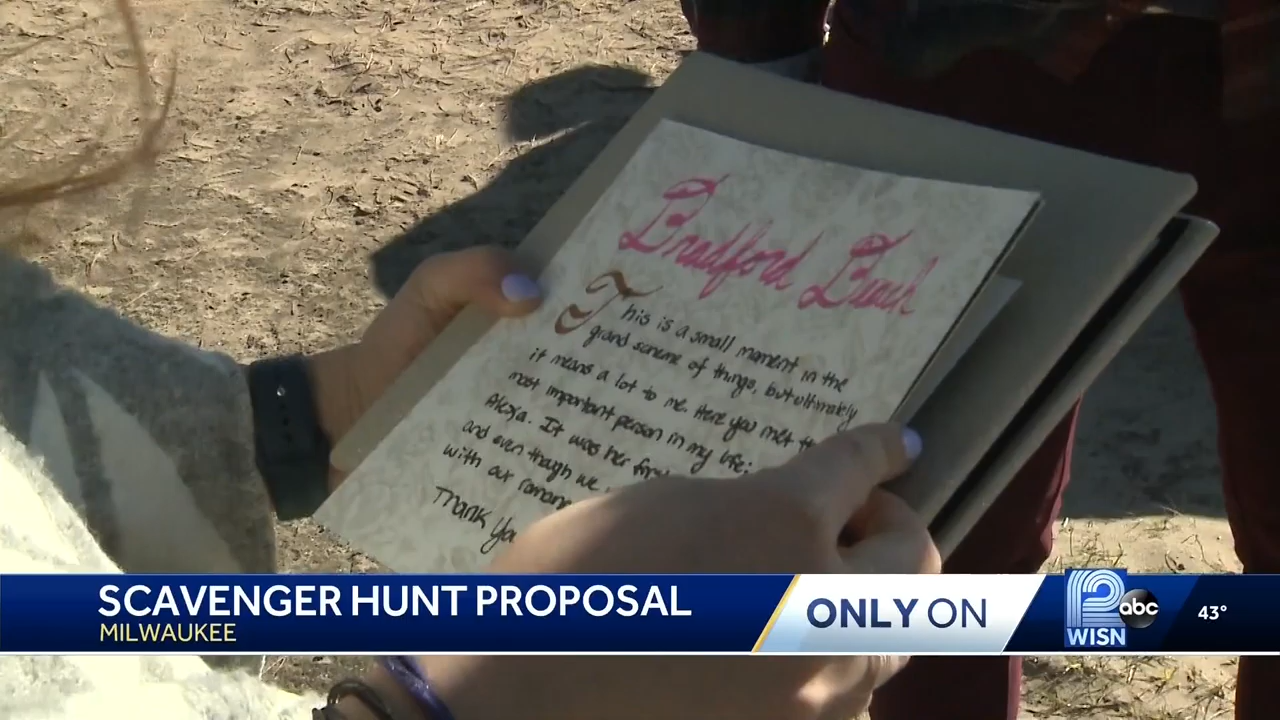 Bradford Beach
This is a small moment in the
grand scheme of things, but ultimately
it means a lot to me. Here you met
most important person in my life:
It was her
and even though we
with our
Thank
SCAVENGER HUNT PROPOSAL
MILWAUKEE
ONLY ON
12
abc
WISN
43°